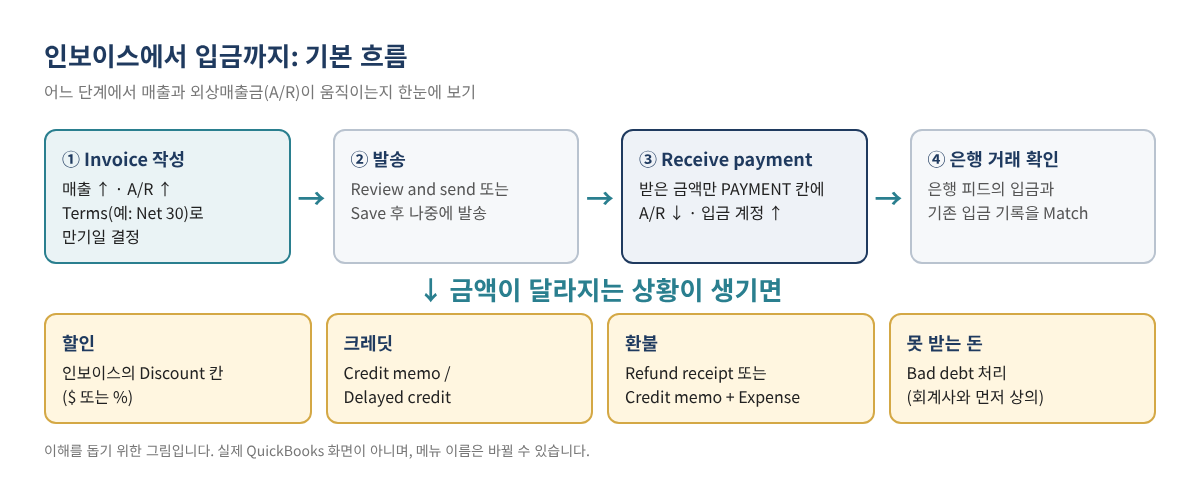 인보이스에서 입금까지: 기본 흐름
어느 단계에서 매출과 외상매출금(A/R)이 움직이는지 한눈에 보기
① Invoice 작성
매출 ↑ · A/R ↑
Terms(예: Net 30)로
만기일 결정
→
② 발송
Review and send 또는
Save 후 나중에 발송
→
③ Receive payment
받은 금액만 PAYMENT 칸에
A/R ↓ · 입금 계정 ↑
→
④ 은행 거래 확인
은행 피드의 입금과
기존 입금 기록을 Match
↓ 금액이 달라지는 상황이 생기면
할인
인보이스의 Discount 칸
($ 또는 %)
크레딧
Credit memo /
Delayed credit
환불
Refund receipt 또는
Credit memo + Expense
못 받는 돈
Bad debt 처리
(회계사와 먼저 상의)
이해를 돕기 위한 그림입니다. 실제 QuickBooks 화면이 아니며, 메뉴 이름은 바뀔 수 있습니다.